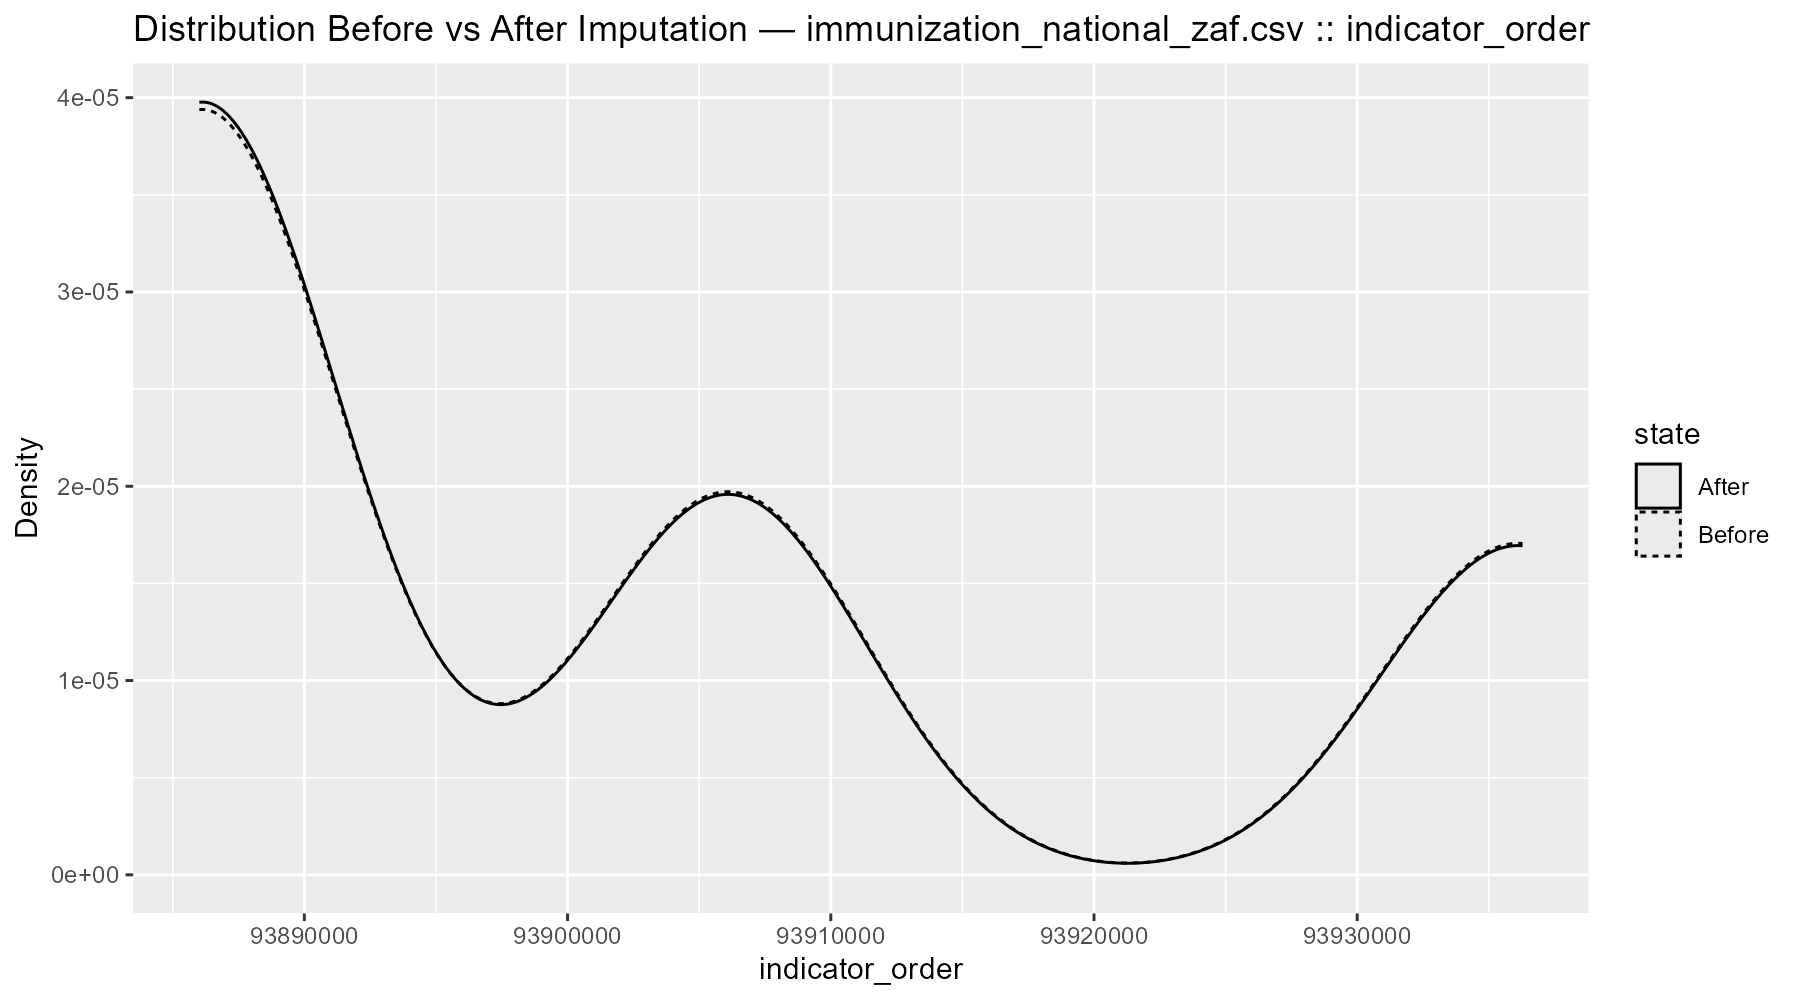 Distribution Before vs After Imputation — immunization_national_zaf.csv :: indicator_order
4e-05
3e-05
2e-05
1e-05
0e+00
Density
93890000
93900000
93910000
93920000
93930000
indicator_order
state
After
Before